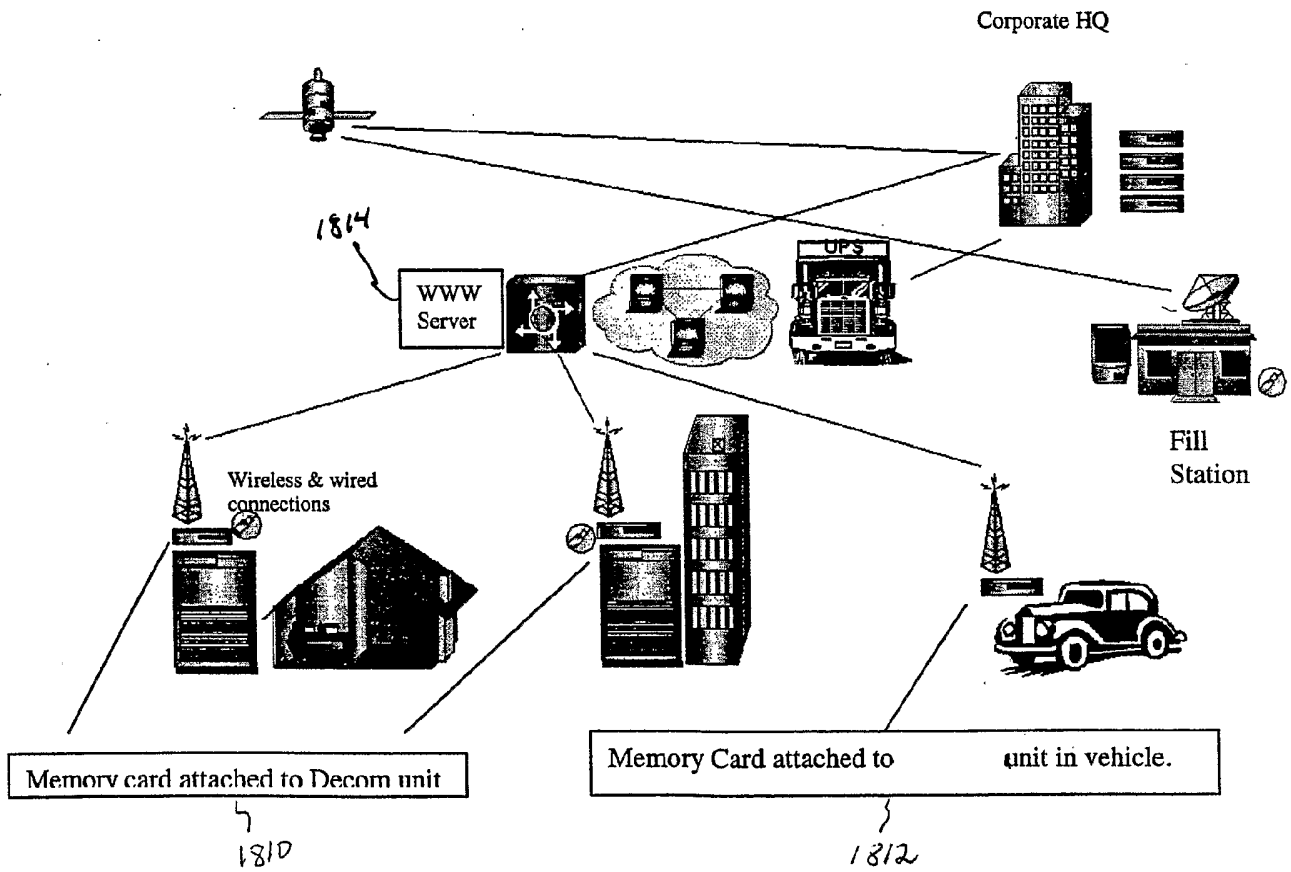 Corporate HQ
1814
UPS
WWW
Server
Fill
Station
Wireless & wired
connections
Memory card attached to Decom unit
Memory Card attached to unit in vehicle.
1810
1812